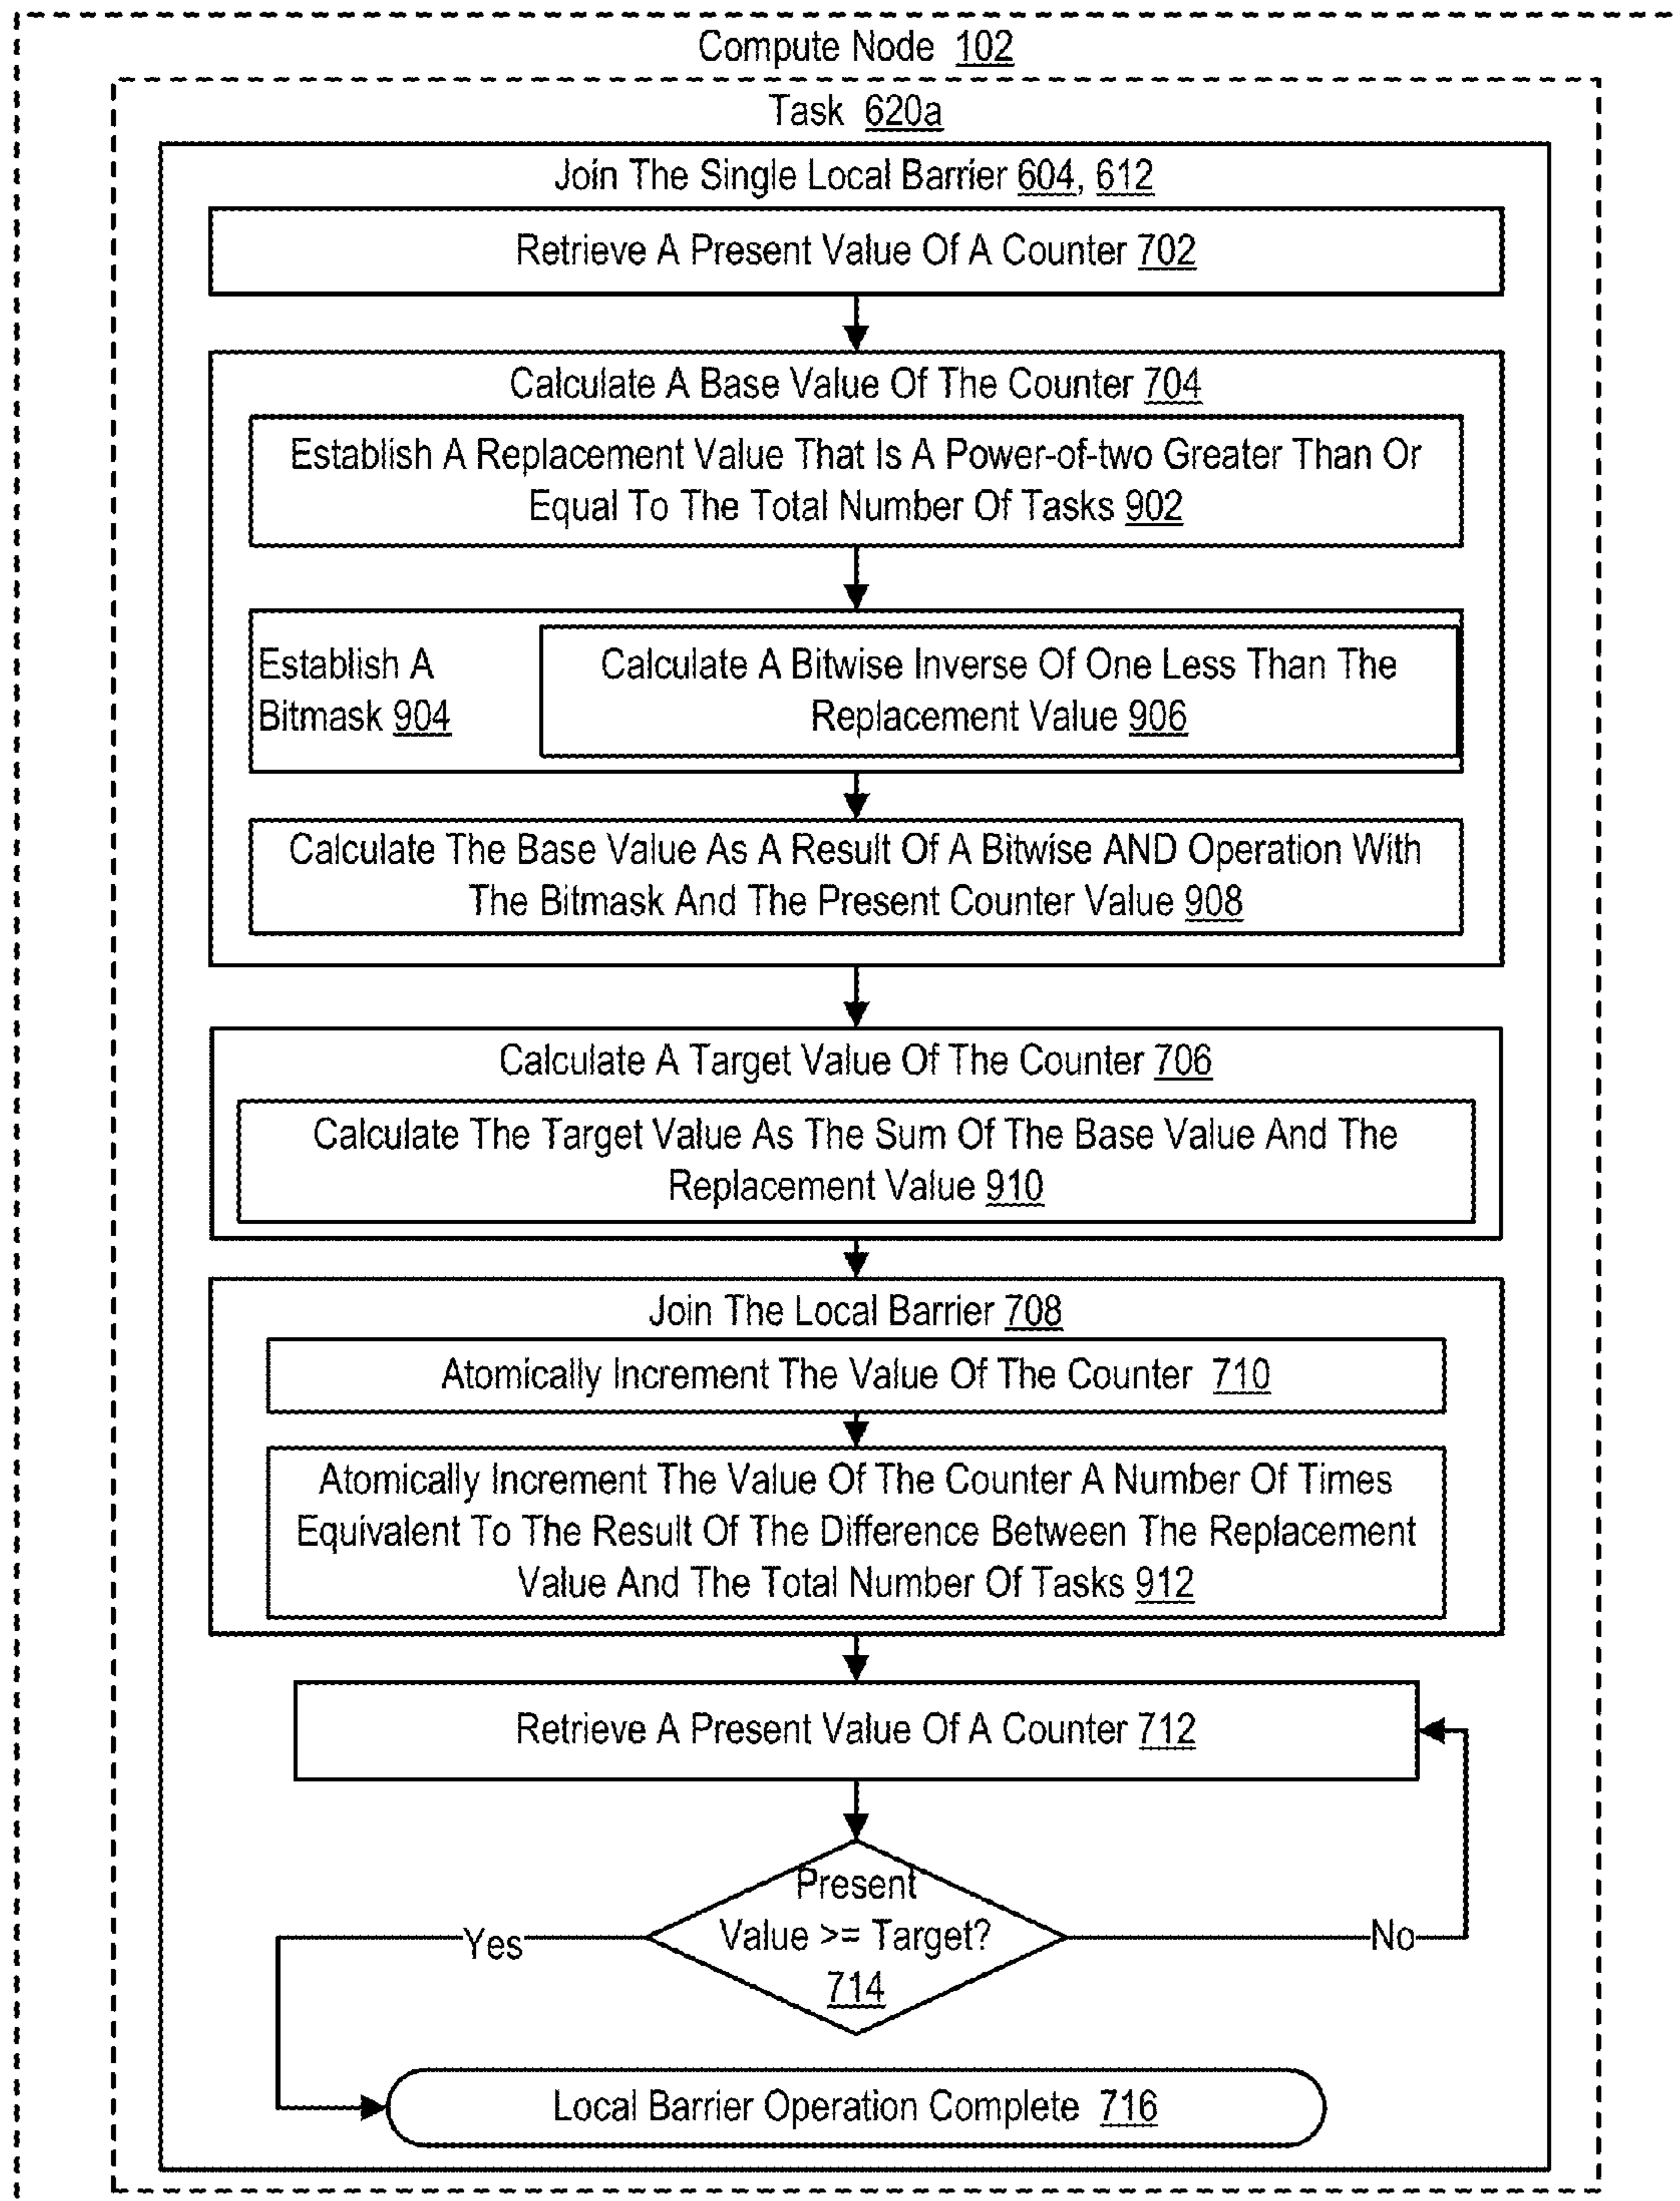 Compute Node 102
Task 620a
Join The Single Local Barrier 604, 612
Retrieve A Present Value Of A Counter 702
Calculate A Base Value Of The Counter 704
Establish A Replacement Value That Is A Power-of-two Greater Than Or
Equal To The Total Number Of Tasks 902
Establish A
Bitmask 904
Calculate A Bitwise Inverse Of One Less Than The
Replacement Value 906
Calculate The Base Value As A Result Of A Bitwise AND Operation With
The Bitmask And The Present Counter Value 908
Calculate A Target Value Of The Counter 706
Calculate The Target Value As The Sum Of The Base Value And The
Replacement Value 910
Join The Local Barrier 708
Atomically Increment The Value Of The Counter 710
Atomically Increment The Value Of The Counter A Number Of Times
Equivalent To The Result Of The Difference Between The Replacement
Value And The Total Number Of Tasks 912
Retrieve A Present Value Of A Counter 712
Present
Value >= Target?
714
Yes
No
Local Barrier Operation Complete 716